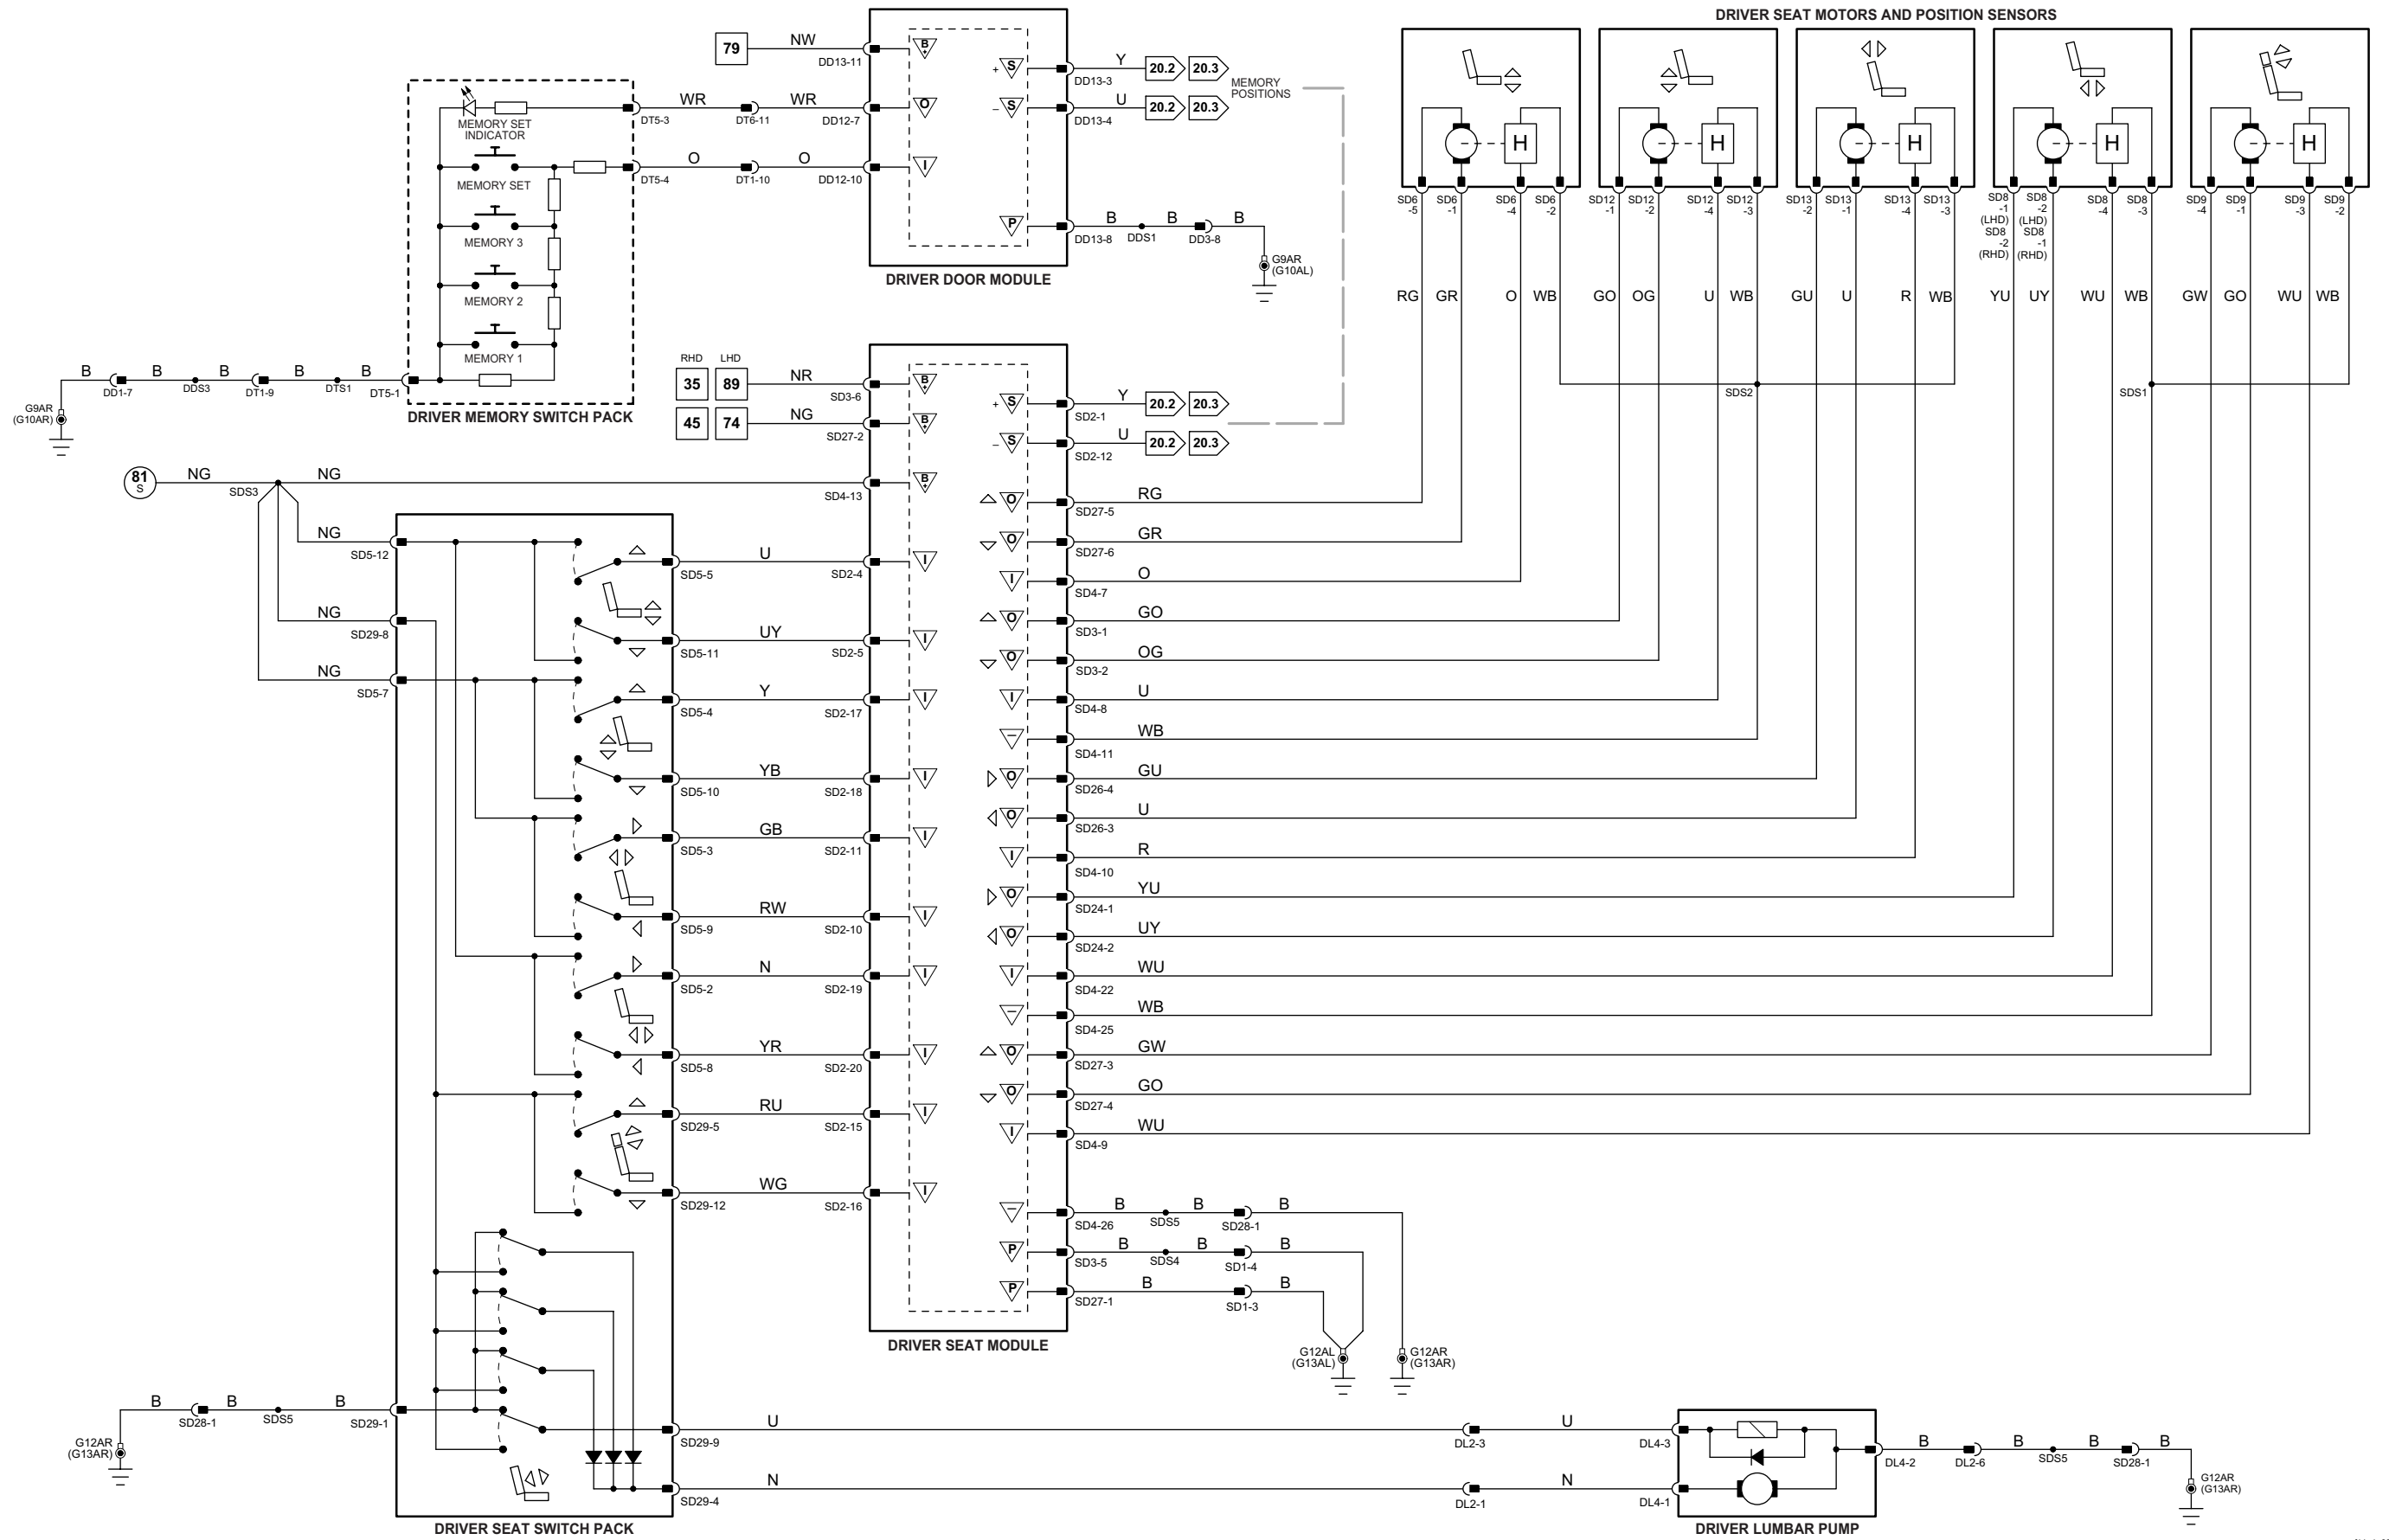 DRIVER SEAT MOTORS AND POSITION SENSORS
79 NW DD13-11 B+
+ S DD13-3 Y 20.2 20.3
MEMORY
POSITIONS
− S DD13-4 U 20.2 20.3
MEMORY SET
INDICATOR
DT5-3 WR DT6-11 WR DD12-7 O
MEMORY SET
DT5-4 O DT1-10 O DD12-10 I
MEMORY 3
MEMORY 2
MEMORY 1
P DD13-8 B DDS1 B DD3-8 B
G9AR
(G10AL)
DRIVER DOOR MODULE
B DD1-7 B DDS3 B DT1-9 B DTS1 B DT5-1
G9AR
(G10AR)
DRIVER MEMORY SWITCH PACK
H H H H H
SD6 -5 SD6 -1 SD6 -4 SD6 -2
SD12 -1 SD12 -2 SD12 -4 SD12 -3
SD13 -2 SD13 -1 SD13 -4 SD13 -3
SD8 -1 (LHD) SD8 -2 (RHD)
SD8 -2 (LHD) SD8 -1 (RHD)
SD8 -4 SD8 -3
SD9 -4 SD9 -1 SD9 -3 SD9 -2
RG GR O WB GO OG U WB GU U R WB YU UY WU WB GW GO WU WB
SDS2 SDS1
RHD LHD
35 89 NR SD3-6 B+
45 74 NG SD27-2 B+
+ S SD2-1 Y 20.2 20.3
− S SD2-12 U 20.2 20.3
81 S NG SDS3 NG SD4-13 B+
NG SD5-12
NG SD29-8
NG SD5-7
SD5-5 U SD2-4 I
SD5-11 UY SD2-5 I
SD5-4 Y SD2-17 I
SD5-10 YB SD2-18 I
SD5-3 GB SD2-11 I
SD5-9 RW SD2-10 I
SD5-2 N SD2-19 I
SD5-8 YR SD2-20 I
SD29-5 RU SD2-15 I
SD29-12 WG SD2-16 I
O SD27-5 RG
O SD27-6 GR
I SD4-7 O
O SD3-1 GO
O SD3-2 OG
I SD4-8 U
− SD4-11 WB
O SD26-4 GU
O SD26-3 U
I SD4-10 R
O SD24-1 YU
O SD24-2 UY
I SD4-22 WU
− SD4-25 WB
O SD27-3 GW
O SD27-4 GO
I SD4-9 WU
− SD4-26 B SDS5 B SD28-1 B
P SD3-5 B SDS4 B SD1-4 B
P SD27-1 B SD1-3 B
DRIVER SEAT MODULE
G12AL
(G13AL)
G12AR
(G13AR)
B SD28-1 B SDS5 B SD29-1
G12AR
(G13AR)
SD29-9 U DL2-3 U DL4-3
SD29-4 N DL2-1 N DL4-1
DL4-2 B DL2-6 B SDS5 B SD28-1 B
G12AR
(G13AR)
DRIVER SEAT SWITCH PACK
DRIVER LUMBAR PUMP